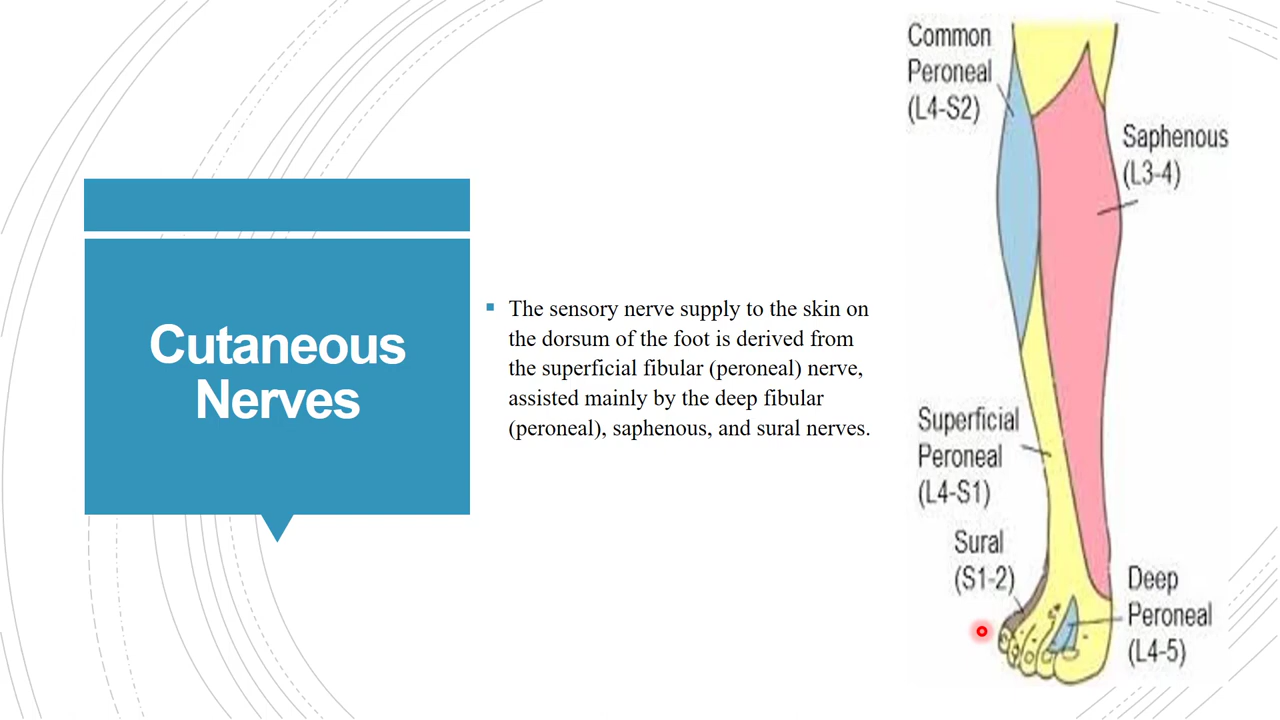 Cutaneous
Nerves
The sensory nerve supply to the skin on
the dorsum of the foot is derived from
the superficial fibular (peroneal) nerve,
assisted mainly by the deep fibular
(peroneal), saphenous, and sural nerves.
Common
Peroneal
(L4-S2)
Saphenous
(L3-4)
Superficial
Peroneal
(L4-S1)
Sural
(S1-2)
Deep
Peroneal
(L4-5)